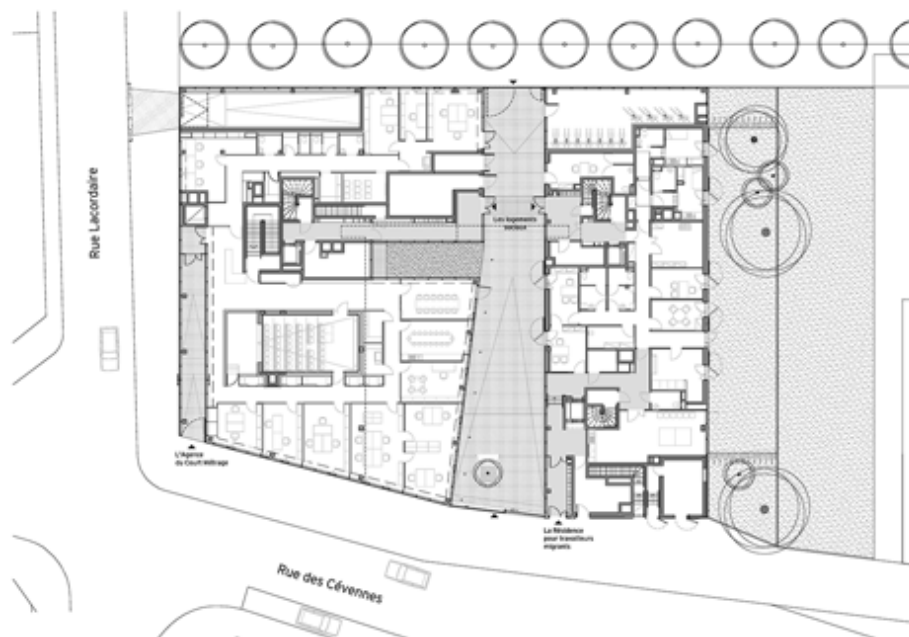 Rue Lacordaire
Les logements
sociaux
L'Agence
du Court Métrage
La Résidence
pour travailleurs
migrants
Rue des Cévennes